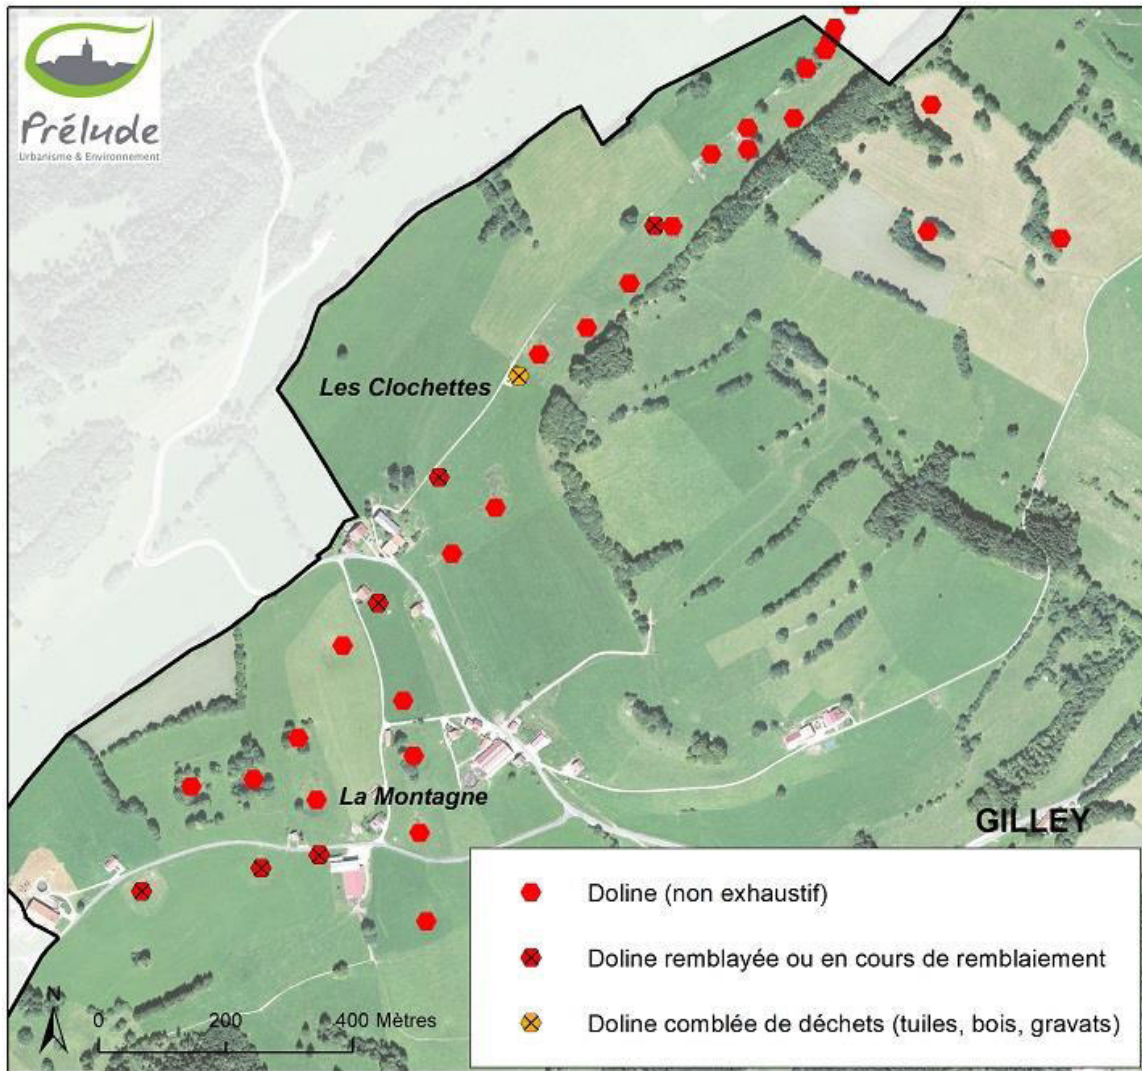 Prélude
Urbanisme & Environnement
Les Clochettes
La Montagne
GILLEY
Doline (non exhaustif)
Doline remblayée ou en cours de remblaiement
Doline comblée de déchets (tuiles, bois, gravats)
N
0 200 400 Mètres